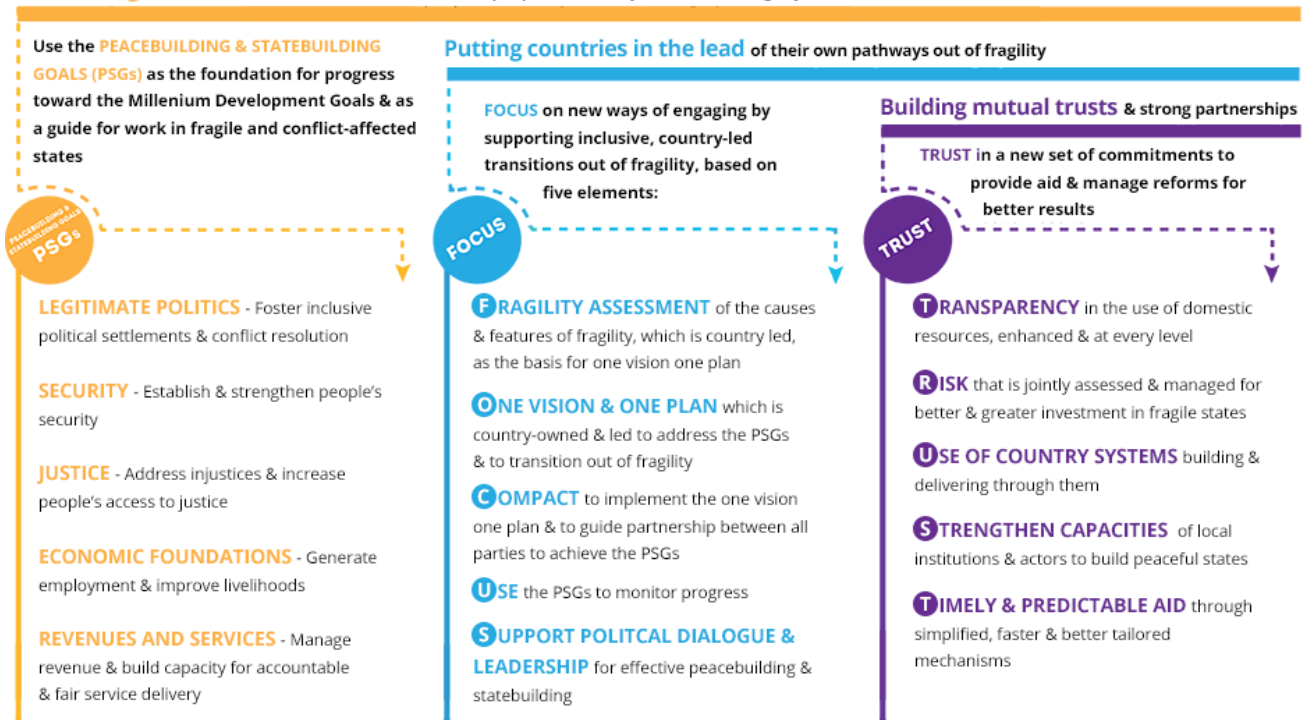 Use the PEACEBUILDING & STATEBUILDING
GOALS (PSGs) as the foundation for progress
toward the Millenium Development Goals & as
a guide for work in fragile and conflict-affected
states
PEACEBUILDING &
STATEBUILDING GOALS
PSGs
LEGITIMATE POLITICS - Foster inclusive
political settlements & conflict resolution
SECURITY - Establish & strengthen people's
security
JUSTICE - Address injustices & increase
people's access to justice
ECONOMIC FOUNDATIONS - Generate
employment & improve livelihoods
REVENUES AND SERVICES - Manage
revenue & build capacity for accountable
& fair service delivery
Putting countries in the lead of their own pathways out of fragility
FOCUS on new ways of engaging by
supporting inclusive, country-led
transitions out of fragility, based on
five elements:
FOCUS
FRAGILITY ASSESSMENT of the causes
& features of fragility, which is country led,
as the basis for one vision one plan
ONE VISION & ONE PLAN which is
country-owned & led to address the PSGs
& to transition out of fragility
COMPACT to implement the one vision
one plan & to guide partnership between all
parties to achieve the PSGs
USE the PSGs to monitor progress
SUPPORT POLITCAL DIALOGUE &
LEADERSHIP for effective peacebuilding &
statebuilding
Building mutual trusts & strong partnerships
TRUST in a new set of commitments to
provide aid & manage reforms for
better results
TRUST
TRANSPARENCY in the use of domestic
resources, enhanced & at every level
RISK that is jointly assessed & managed for
better & greater investment in fragile states
USE OF COUNTRY SYSTEMS building &
delivering through them
STRENGTHEN CAPACITIES of local
institutions & actors to build peaceful states
TIMELY & PREDICTABLE AID through
simplified, faster & better tailored
mechanisms